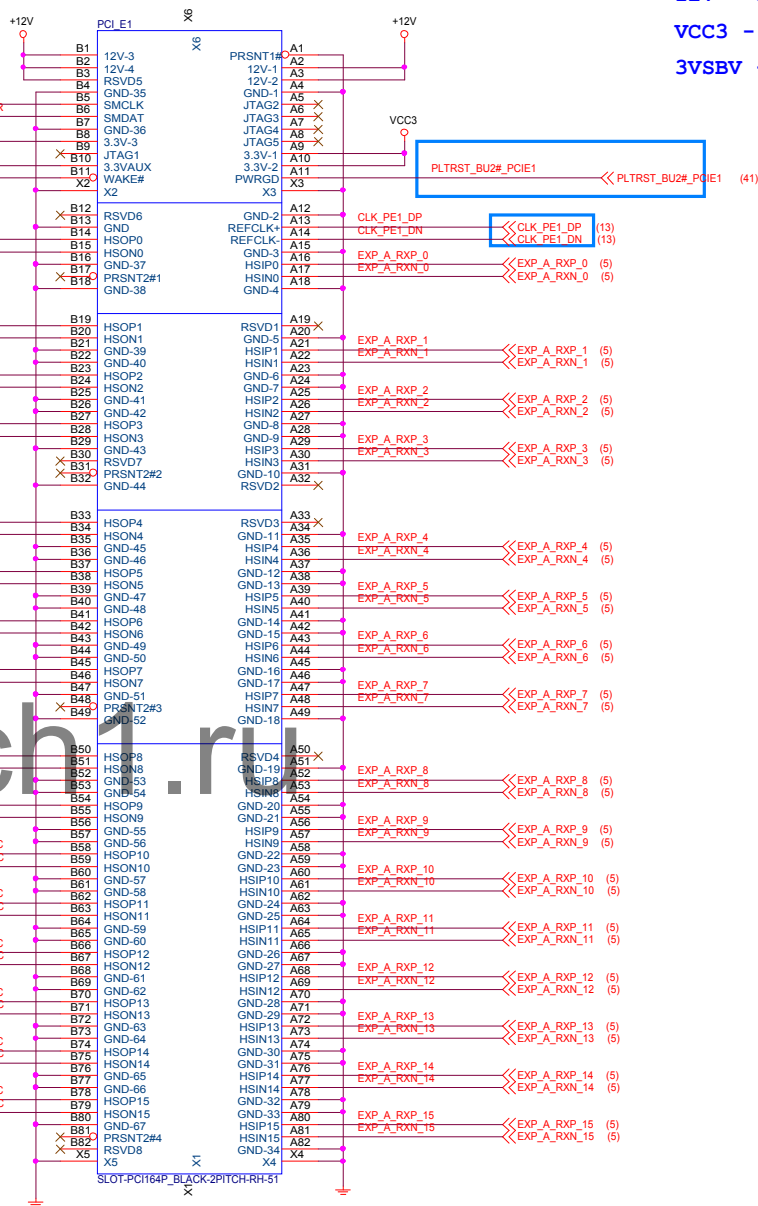 +12V
X6
PCI_E1
X6
+12V
VCC3 -
3VSBV
VCC3
B1 12V-3 PRSNT1# A1
B2 12V-4 12V-1 A2
B3 RSVD5 12V-2 A3
B4 GND-35 GND-1 A4
B5 SMCLK JTAG2 A5
B6 SMDAT JTAG3 A6
B7 GND-36 JTAG4 A7
B8 3.3V-3 JTAG5 A8
B9 JTAG1 3.3V-1 A9
B10 3.3VAUX 3.3V-2 A10
B11 WAKE# PWRGD A11 PLTRST_BU2#_PCIE1 PLTRST_BU2#_PCIE1 (41)
X2 X2 X3 X3
B12 RSVD6 GND-2 A12
B13 GND REFCLK+ A13 CLK_PE1_DP CLK_PE1_DP (13)
B14 HSOP0 REFCLK- A14 CLK_PE1_DN CLK_PE1_DN (13)
B15 HSON0 GND-3 A15
B16 GND-37 HSIP0 A16 EXP_A_RXP_0 EXP_A_RXP_0 (5)
B17 PRSNT2#1 HSIN0 A17 EXP_A_RXN_0 EXP_A_RXN_0 (5)
B18 GND-38 GND-4 A18
B19 HSOP1 RSVD1 A19
B20 HSON1 GND-5 A20
B21 GND-39 HSIP1 A21 EXP_A_RXP_1 EXP_A_RXP_1 (5)
B22 GND-40 HSIN1 A22 EXP_A_RXN_1 EXP_A_RXN_1 (5)
B23 HSOP2 GND-6 A23
B24 HSON2 GND-7 A24
B25 GND-41 HSIP2 A25 EXP_A_RXP_2 EXP_A_RXP_2 (5)
B26 GND-42 HSIN2 A26 EXP_A_RXN_2 EXP_A_RXN_2 (5)
B27 HSOP3 GND-8 A27
B28 HSON3 GND-9 A28
B29 GND-43 HSIP3 A29 EXP_A_RXP_3 EXP_A_RXP_3 (5)
B30 RSVD7 HSIN3 A30 EXP_A_RXN_3 EXP_A_RXN_3 (5)
B31 PRSNT2#2 GND-10 A31
B32 GND-44 RSVD2 A32
B33 HSOP4 RSVD3 A33
B34 HSON4 GND-11 A34
B35 GND-45 HSIP4 A35 EXP_A_RXP_4 EXP_A_RXP_4 (5)
B36 GND-46 HSIN4 A36 EXP_A_RXN_4 EXP_A_RXN_4 (5)
B37 HSOP5 GND-12 A37
B38 HSON5 GND-13 A38
B39 GND-47 HSIP5 A39 EXP_A_RXP_5 EXP_A_RXP_5 (5)
B40 GND-48 HSIN5 A40 EXP_A_RXN_5 EXP_A_RXN_5 (5)
B41 HSOP6 GND-14 A41
B42 HSON6 GND-15 A42
B43 GND-49 HSIP6 A43 EXP_A_RXP_6 EXP_A_RXP_6 (5)
B44 GND-50 HSIN6 A44 EXP_A_RXN_6 EXP_A_RXN_6 (5)
B45 HSOP7 GND-16 A45
B46 HSON7 GND-17 A46
B47 GND-51 HSIP7 A47 EXP_A_RXP_7 EXP_A_RXP_7 (5)
B48 PRSNT2#3 HSIN7 A48 EXP_A_RXN_7 EXP_A_RXN_7 (5)
B49 GND-52 GND-18 A49
ch1.ru
B50 HSOP8 RSVD4 A50
B51 HSON8 GND-19 A51
B52 GND-53 HSIP8 A52 EXP_A_RXP_8 EXP_A_RXP_8 (5)
B53 GND-54 HSIN8 A53 EXP_A_RXN_8 EXP_A_RXN_8 (5)
B54 HSOP9 GND-20 A54
B55 HSON9 GND-21 A55
B56 GND-55 HSIP9 A56 EXP_A_RXP_9 EXP_A_RXP_9 (5)
B57 GND-56 HSIN9 A57 EXP_A_RXN_9 EXP_A_RXN_9 (5)
B58 HSOP10 GND-22 A58
B59 HSON10 GND-23 A59
B60 GND-57 HSIP10 A60 EXP_A_RXP_10 EXP_A_RXP_10 (5)
B61 GND-58 HSIN10 A61 EXP_A_RXN_10 EXP_A_RXN_10 (5)
B62 HSOP11 GND-24 A62
B63 HSON11 GND-25 A63
B64 GND-59 HSIP11 A64 EXP_A_RXP_11 EXP_A_RXP_11 (5)
B65 GND-60 HSIN11 A65 EXP_A_RXN_11 EXP_A_RXN_11 (5)
B66 HSOP12 GND-26 A66
B67 HSON12 GND-27 A67
B68 GND-61 HSIP12 A68 EXP_A_RXP_12 EXP_A_RXP_12 (5)
B69 GND-62 HSIN12 A69 EXP_A_RXN_12 EXP_A_RXN_12 (5)
B70 HSOP13 GND-28 A70
B71 HSON13 GND-29 A71
B72 GND-63 HSIP13 A72 EXP_A_RXP_13 EXP_A_RXP_13 (5)
B73 GND-64 HSIN13 A73 EXP_A_RXN_13 EXP_A_RXN_13 (5)
B74 HSOP14 GND-30 A74
B75 HSON14 GND-31 A75
B76 GND-65 HSIP14 A76 EXP_A_RXP_14 EXP_A_RXP_14 (5)
B77 GND-66 HSIN14 A77 EXP_A_RXN_14 EXP_A_RXN_14 (5)
B78 HSOP15 GND-32 A78
B79 HSON15 GND-33 A79
B80 GND-67 HSIP15 A80 EXP_A_RXP_15 EXP_A_RXP_15 (5)
B81 PRSNT2#4 HSIN15 A81 EXP_A_RXN_15 EXP_A_RXN_15 (5)
B82 RSVD8 GND-34 A82
X5 X5 X1 X4 X4
SLOT-PCI164P_BLACK-2PITCH-RH-51
X1